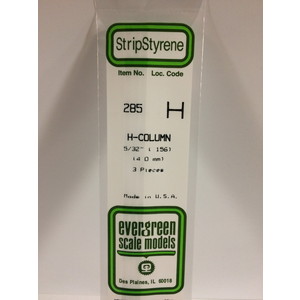 StripStyrene
Item No. Loc. Code
285 H
H-COLUMN
5/32" (.156)
(4.0 mm)
3 Pieces
Made in U.S.A.
evergreen
scale models
Des Plaines, IL 60018